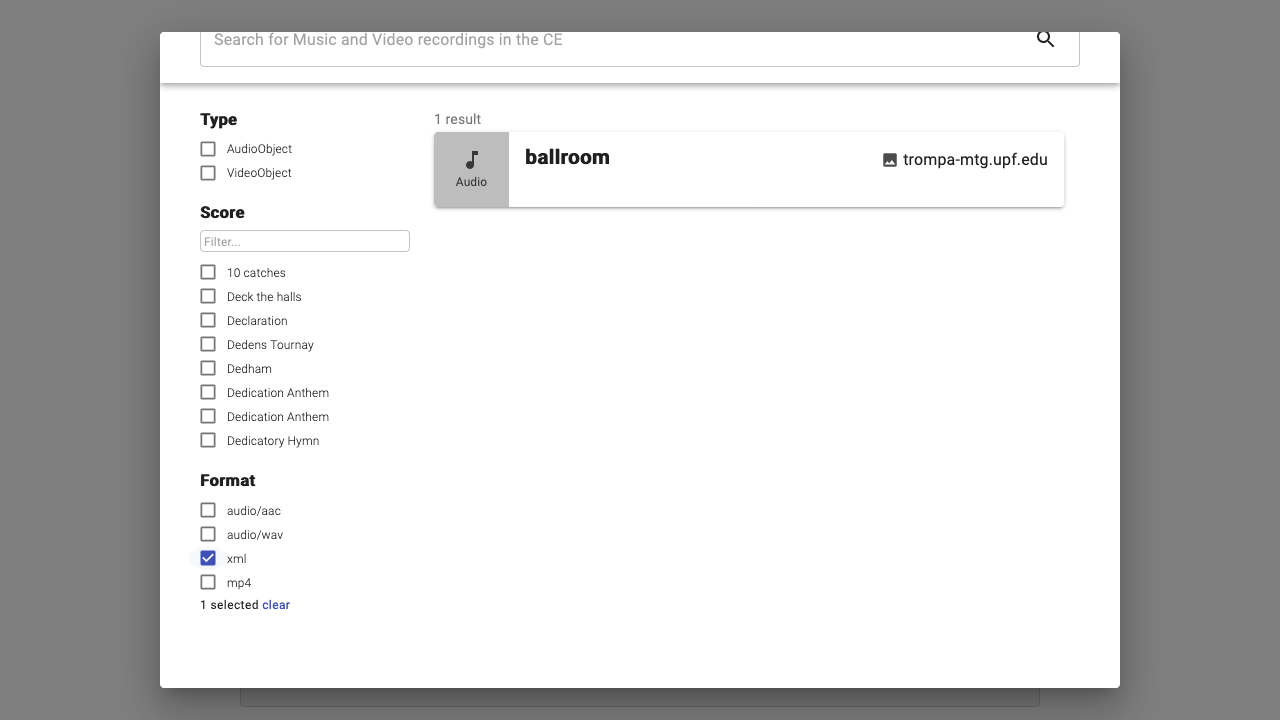 Search for Music and Video recordings in the CE
Type
AudioObject
VideoObject
Score
Filter...
10 catches
Deck the halls
Declaration
Dedens Tournay
Dedham
Dedication Anthem
Dedication Anthem
Dedicatory Hymn
Format
audio/aac
audio/wav
xml
mp4
1 selected clear
1 result
Audio
ballroom
trompa-mtg.upf.edu